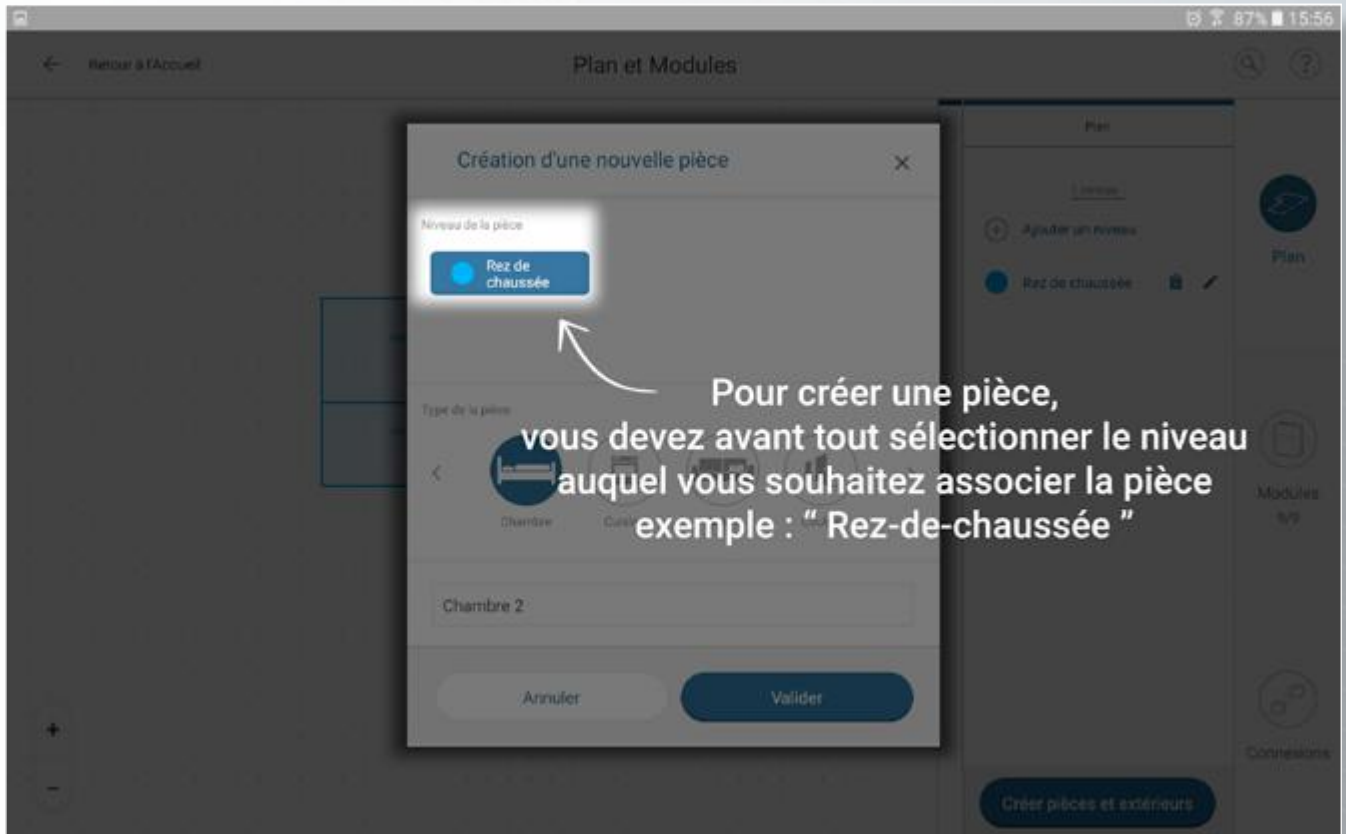 87% 15:56
Retour à l'Accueil
Plan et Modules
Création d'une nouvelle pièce
Niveau de la pièce
Rez de
chaussée
Plan
Ajouter un niveau
Rez de chaussée
Plan
Pour créer une pièce,
vous devez avant tout sélectionner le niveau
auquel vous souhaitez associer la pièce
exemple : “ Rez-de-chaussée ”
Type de la pièce
Chambre
Modules
Chambre 2
Annuler
Valider
+
-
Connexions
Créer pièces et extérieurs